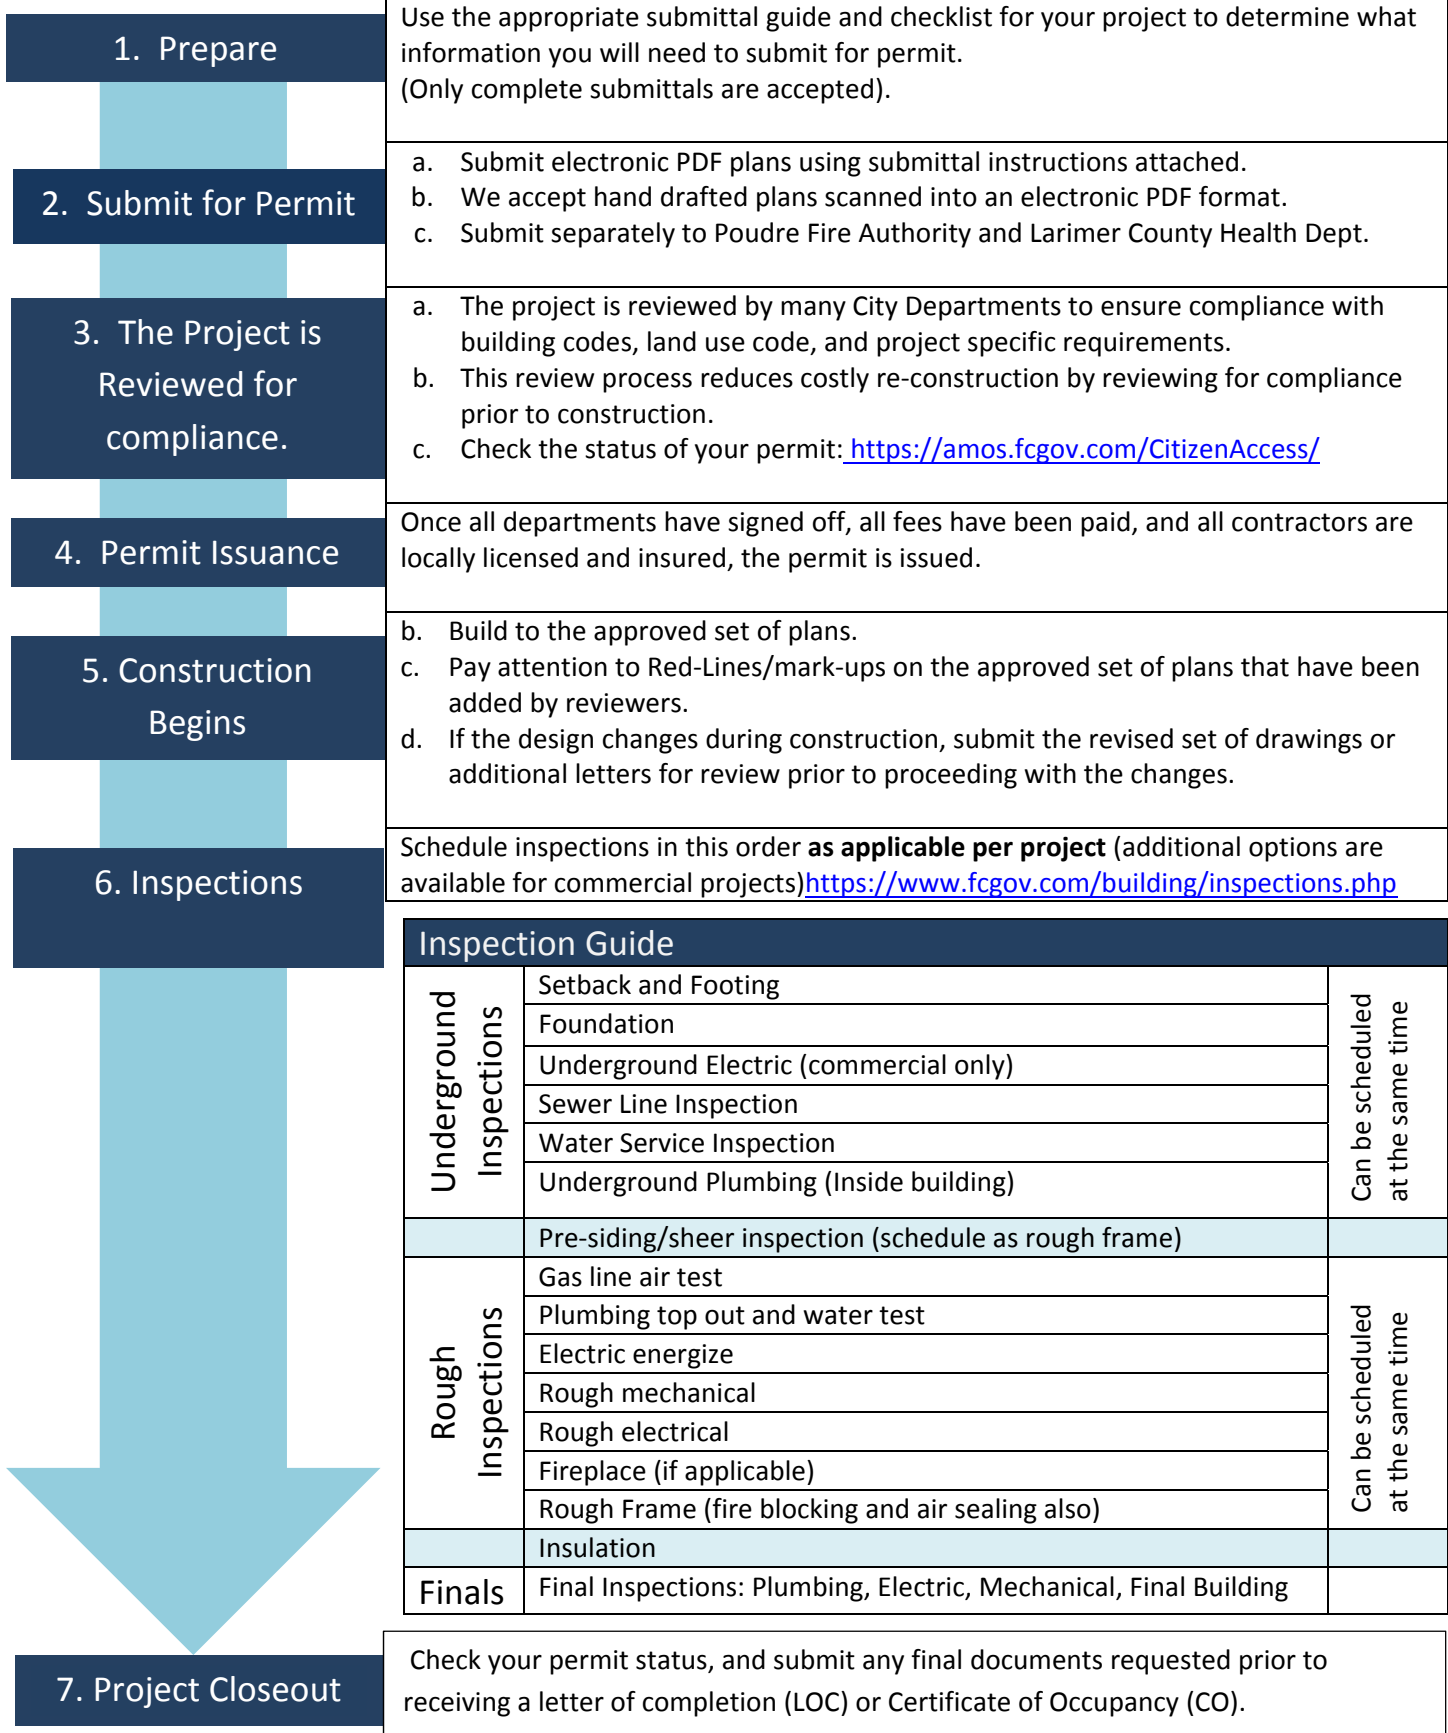 1. Prepare
Use the appropriate submittal guide and checklist for your project to determine what
information you will need to submit for permit.
(Only complete submittals are accepted).
2. Submit for Permit
a. Submit electronic PDF plans using submittal instructions attached.
b. We accept hand drafted plans scanned into an electronic PDF format.
c. Submit separately to Poudre Fire Authority and Larimer County Health Dept.
3. The Project is
Reviewed for
compliance.
a. The project is reviewed by many City Departments to ensure compliance with
building codes, land use code, and project specific requirements.
b. This review process reduces costly re-construction by reviewing for compliance
prior to construction.
c. Check the status of your permit: https://amos.fcgov.com/CitizenAccess/
4. Permit Issuance
Once all departments have signed off, all fees have been paid, and all contractors are
locally licensed and insured, the permit is issued.
5. Construction
Begins
b. Build to the approved set of plans.
c. Pay attention to Red-Lines/mark-ups on the approved set of plans that have been
added by reviewers.
d. If the design changes during construction, submit the revised set of drawings or
additional letters for review prior to proceeding with the changes.
6. Inspections
Schedule inspections in this order as applicable per project (additional options are
available for commercial projects)https://www.fcgov.com/building/inspections.php
Inspection Guide
Underground
Inspections
Setback and Footing
Foundation
Underground Electric (commercial only)
Sewer Line Inspection
Water Service Inspection
Underground Plumbing (Inside building)
Can be scheduled
at the same time
Pre-siding/sheer inspection (schedule as rough frame)
Rough
Inspections
Gas line air test
Plumbing top out and water test
Electric energize
Rough mechanical
Rough electrical
Fireplace (if applicable)
Rough Frame (fire blocking and air sealing also)
Can be scheduled
at the same time
Insulation
Finals
Final Inspections: Plumbing, Electric, Mechanical, Final Building
7. Project Closeout
Check your permit status, and submit any final documents requested prior to
receiving a letter of completion (LOC) or Certificate of Occupancy (CO).